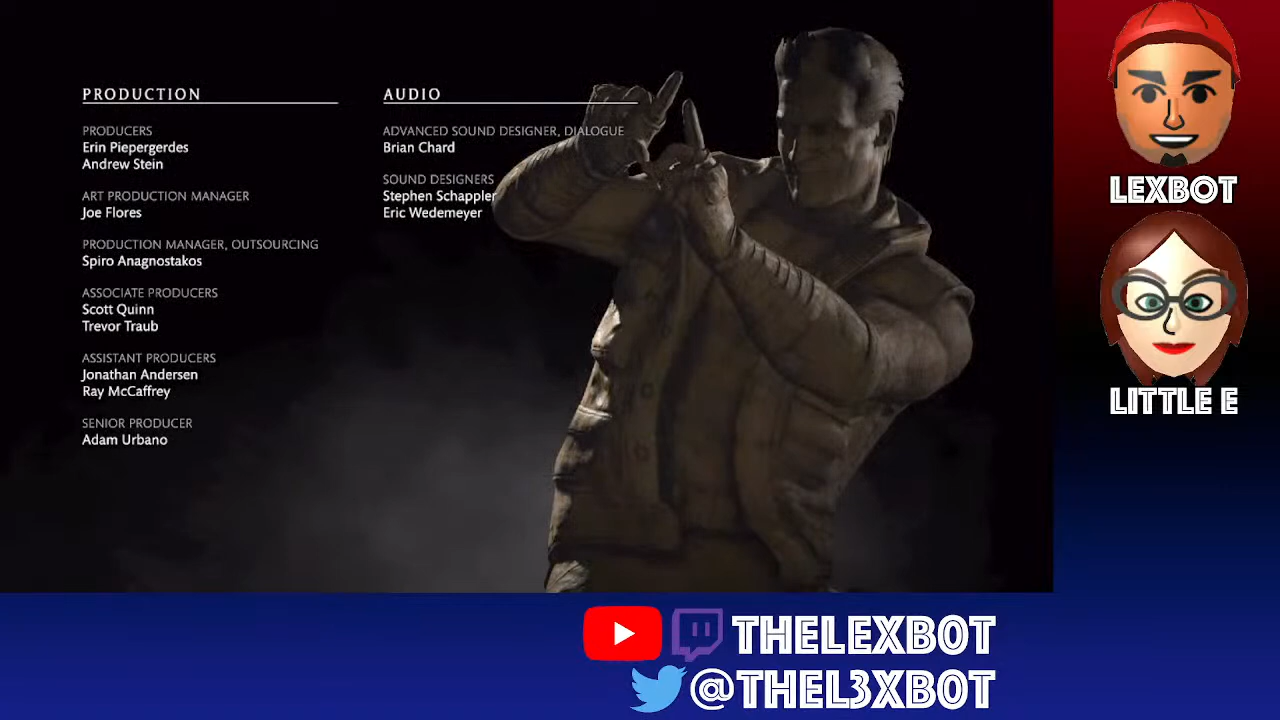 PRODUCTION
PRODUCERS
Erin Piepergerdes
Andrew Stein
ART PRODUCTION MANAGER
Joe Flores
PRODUCTION MANAGER, OUTSOURCING
Spiro Anagnostakos
ASSOCIATE PRODUCERS
Scott Quinn
Trevor Traub
ASSISTANT PRODUCERS
Jonathan Andersen
Ray McCaffrey
SENIOR PRODUCER
Adam Urbano
AUDIO
ADVANCED SOUND DESIGNER, DIALOGUE
Brian Chard
SOUND DESIGNERS
Stephen Schappler
Eric Wedemeyer
LEXBOT
LITTLE E
THELEXBOT
@THEL3XBOT